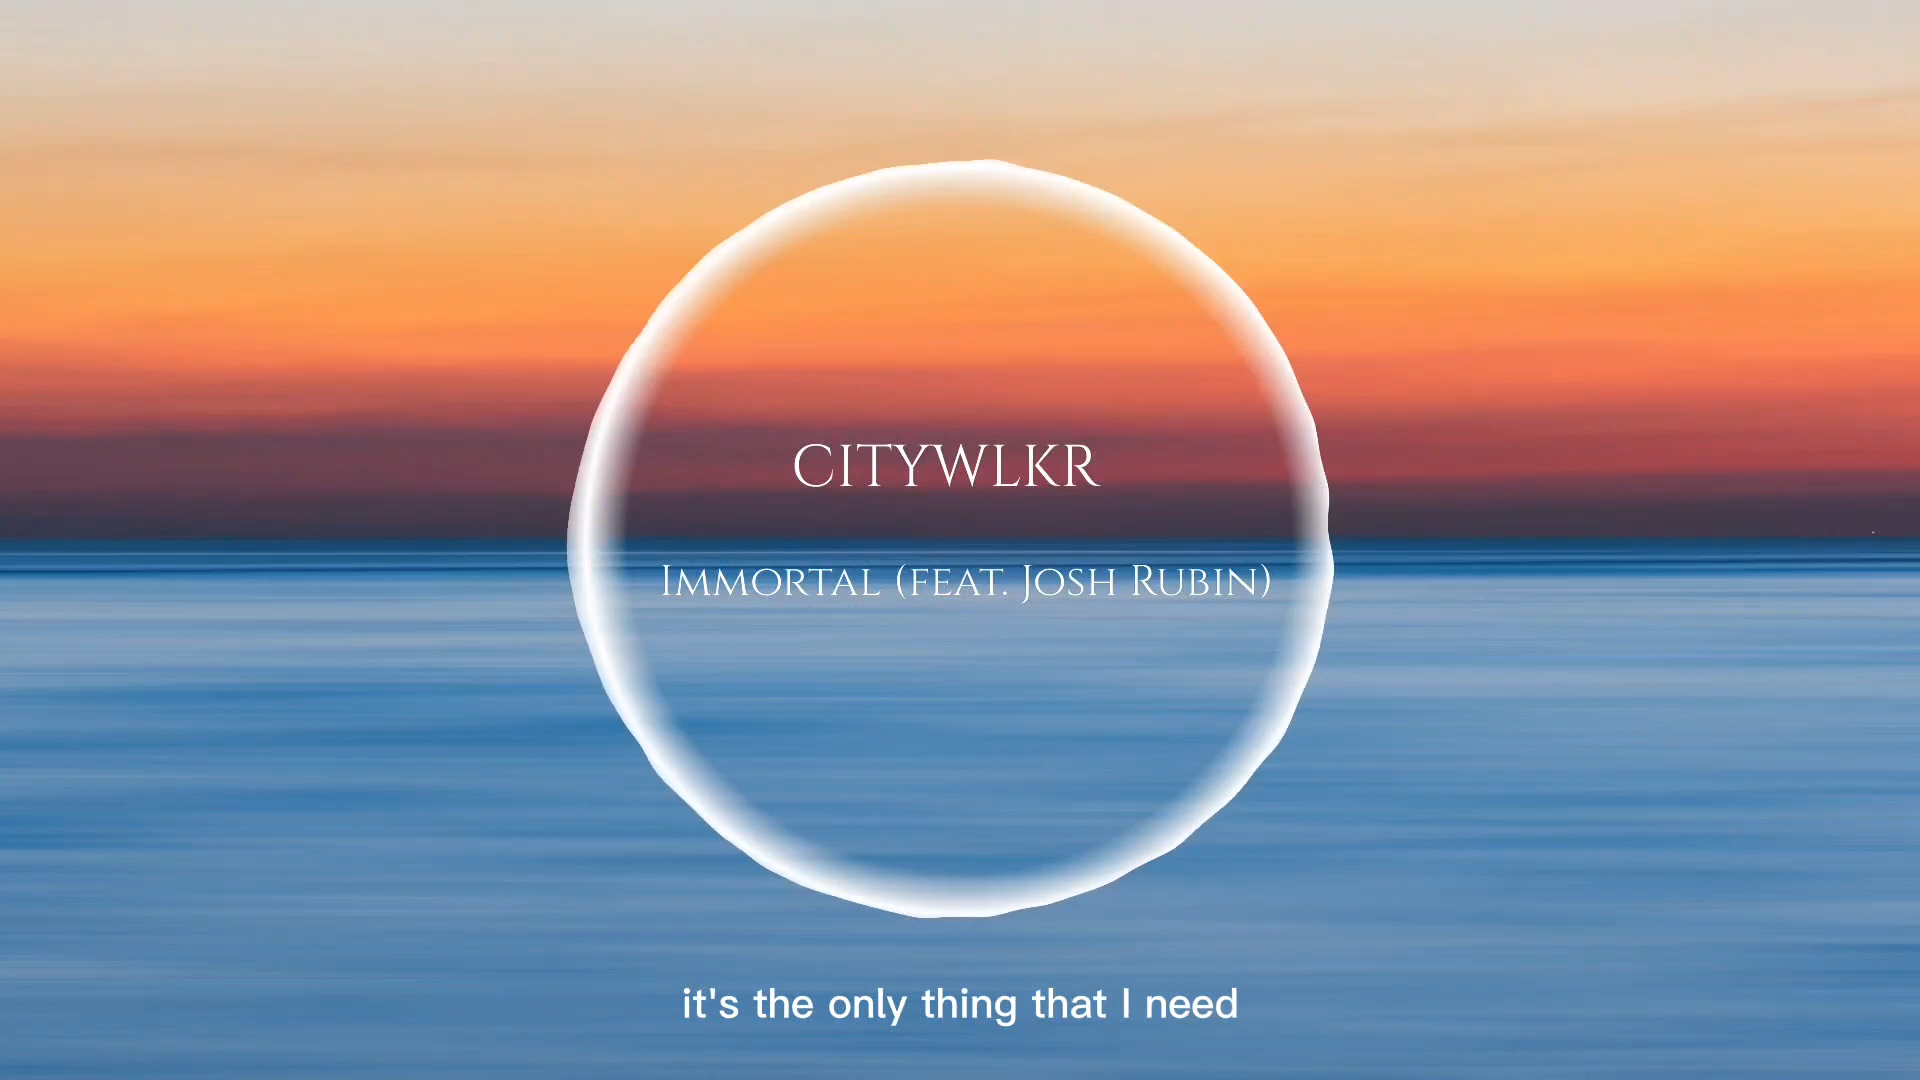 CITYWLKR
Immortal (feat. Josh Rubin)
it's the only thing that I need